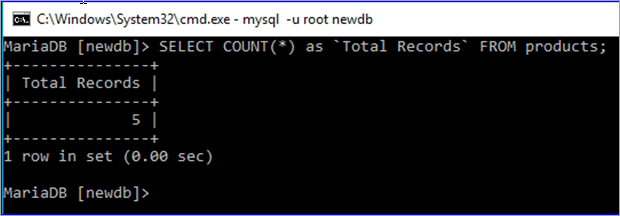 C:\Windows\System32\cmd.exe - mysql -u root newdb
MariaDB [newdb]> SELECT COUNT(*) as `Total Records` FROM products;
+---------------+
| Total Records |
+---------------+
|             5 |
+---------------+
1 row in set (0.00 sec)
MariaDB [newdb]>